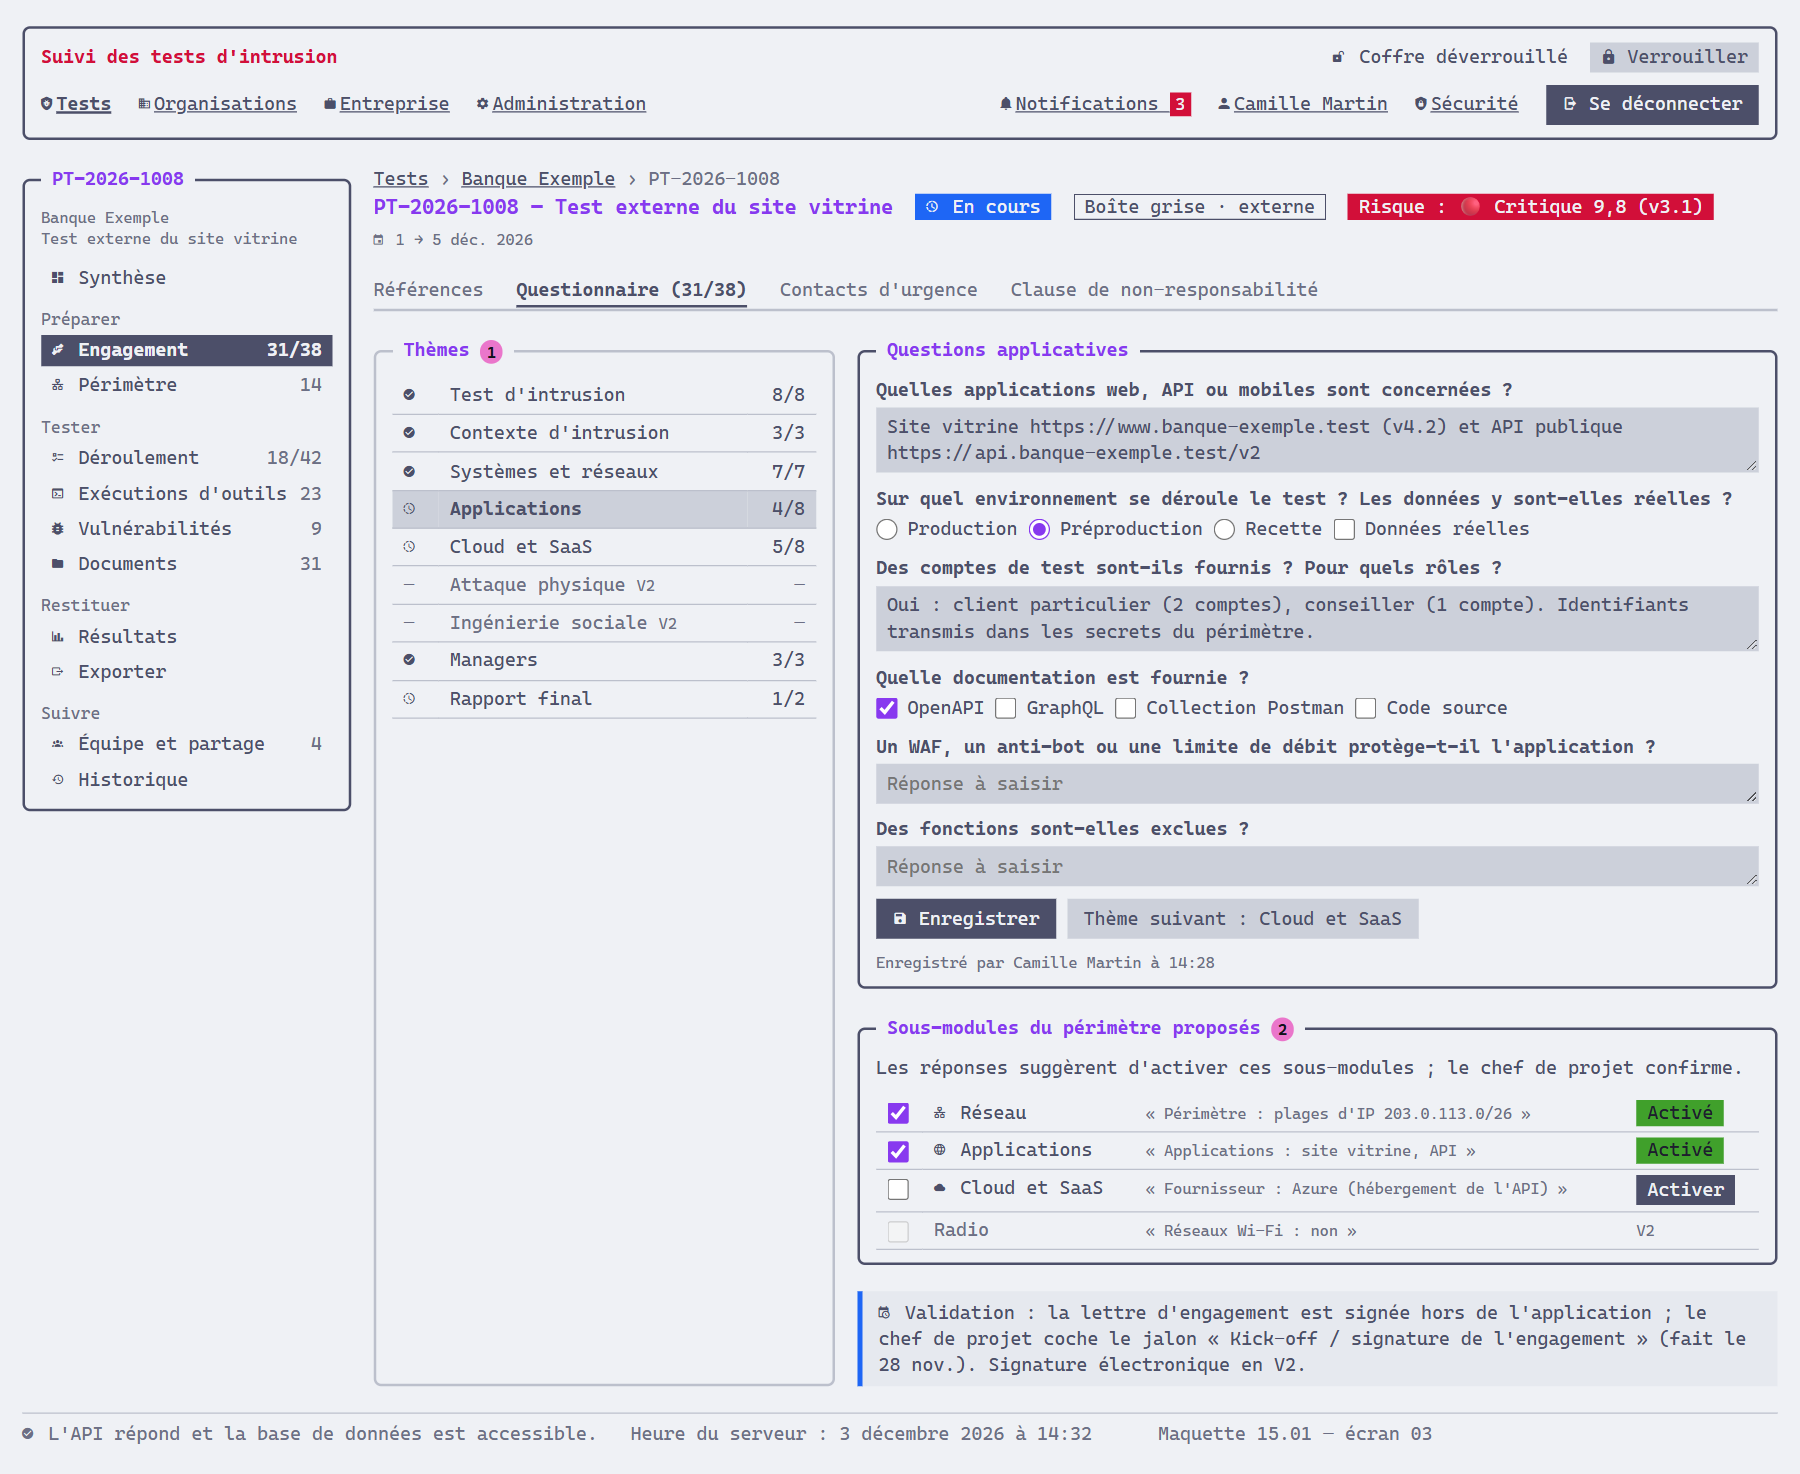 Suivi des tests d'intrusion
Coffre déverrouillé
Verrouiller
Tests
Organisations
Entreprise
Administration
Notifications 3
Camille Martin
Sécurité
Se déconnecter
PT-2026-1008
Banque Exemple
Test externe du site vitrine
Synthèse
Préparer
Engagement 31/38
Périmètre 14
Tester
Déroulement 18/42
Exécutions d'outils 23
Vulnérabilités 9
Documents 31
Restituer
Résultats
Exporter
Suivre
Équipe et partage 4
Historique
Tests › Banque Exemple › PT-2026-1008
PT-2026-1008 — Test externe du site vitrine
En cours
Boîte grise · externe
Risque : Critique 9,8 (v3.1)
1 → 5 déc. 2026
Références
Questionnaire (31/38)
Contacts d'urgence
Clause de non-responsabilité
Thèmes 1
Test d'intrusion 8/8
Contexte d'intrusion 3/3
Systèmes et réseaux 7/7
Applications 4/8
Cloud et SaaS 5/8
— Attaque physique V2 —
— Ingénierie sociale V2 —
Managers 3/3
Rapport final 1/2
Questions applicatives
Quelles applications web, API ou mobiles sont concernées ?
Site vitrine https://www.banque-exemple.test (v4.2) et API publique
https://api.banque-exemple.test/v2
Sur quel environnement se déroule le test ? Les données y sont-elles réelles ?
Production Préproduction Recette Données réelles
Des comptes de test sont-ils fournis ? Pour quels rôles ?
Oui : client particulier (2 comptes), conseiller (1 compte). Identifiants
transmis dans les secrets du périmètre.
Quelle documentation est fournie ?
OpenAPI GraphQL Collection Postman Code source
Un WAF, un anti-bot ou une limite de débit protège-t-il l'application ?
Réponse à saisir
Des fonctions sont-elles exclues ?
Réponse à saisir
Enregistrer
Thème suivant : Cloud et SaaS
Enregistré par Camille Martin à 14:28
Sous-modules du périmètre proposés 2
Les réponses suggèrent d'activer ces sous-modules ; le chef de projet confirme.
Réseau « Périmètre : plages d'IP 203.0.113.0/26 » Activé
Applications « Applications : site vitrine, API » Activé
Cloud et SaaS « Fournisseur : Azure (hébergement de l'API) » Activer
Radio « Réseaux Wi-Fi : non » V2
Validation : la lettre d'engagement est signée hors de l'application ; le
chef de projet coche le jalon « Kick-off / signature de l'engagement » (fait le
28 nov.). Signature électronique en V2.
L'API répond et la base de données est accessible.
Heure du serveur : 3 décembre 2026 à 14:32
Maquette 15.01 — écran 03